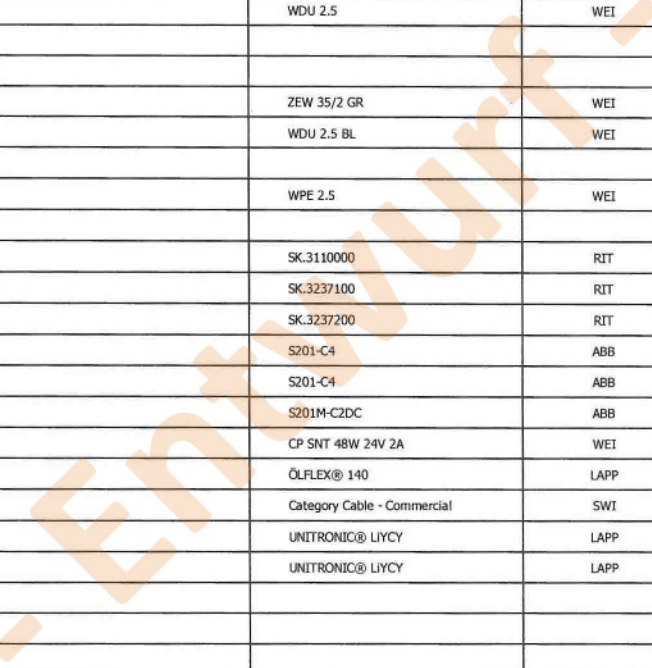 WDU 2.5 WEI
ZEW 35/2 GR WEI
WDU 2.5 BL WEI
WPE 2.5 WEI
SK.3110000 RIT
SK.3237100 RIT
SK.3237200 RIT
S201-C4 ABB
S201-C4 ABB
S201M-C2DC ABB
CP SNT 48W 24V 2A WEI
ÖLFLEX® 140 LAPP
Category Cable - Commercial SWI
UNITRONIC® LiYCY LAPP
UNITRONIC® LiYCY LAPP
- Entwurf -